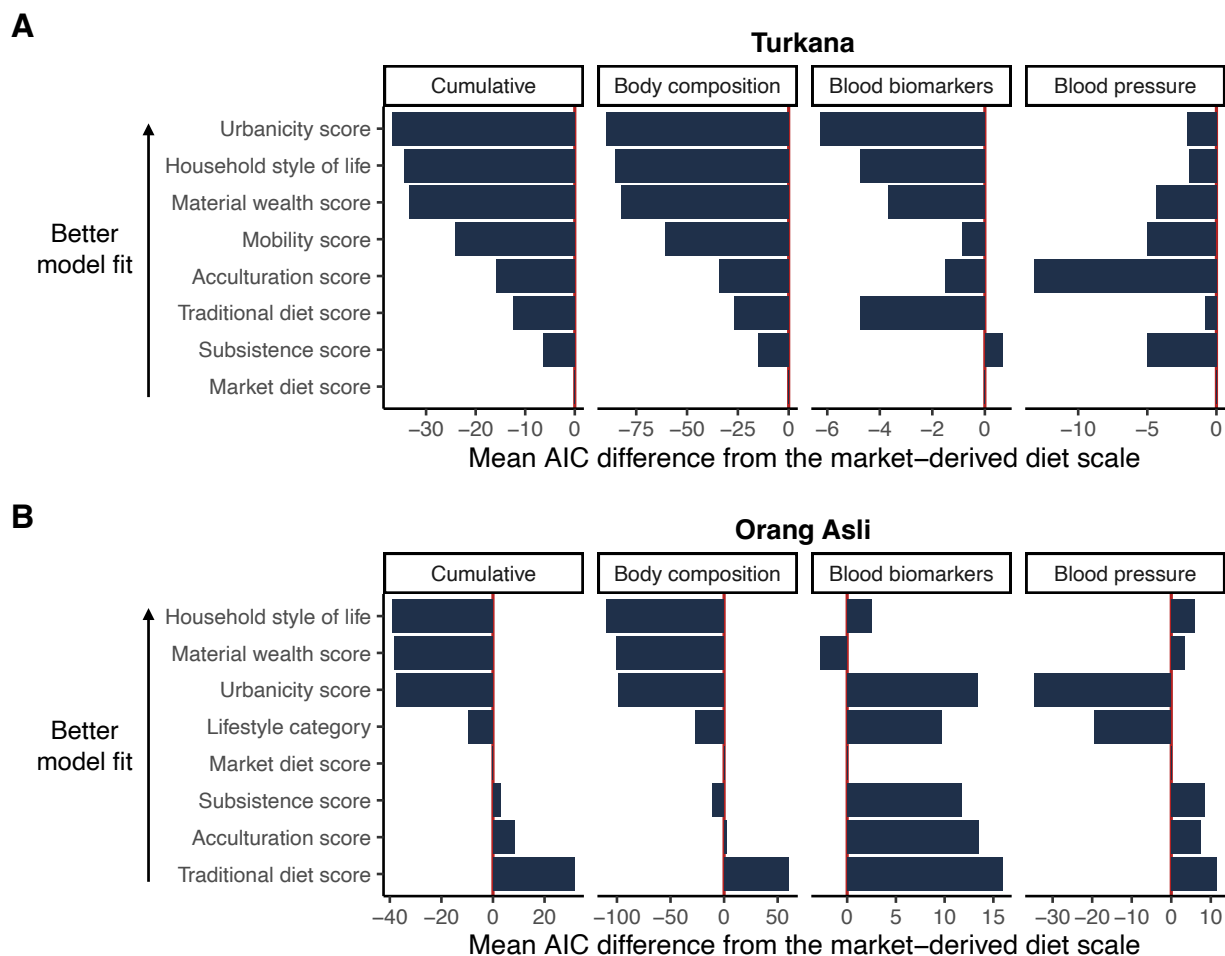 A
Turkana
Cumulative Body composition Blood biomarkers Blood pressure
Better
model fit
Urbanicity score
Household style of life
Material wealth score
Mobility score
Acculturation score
Traditional diet score
Subsistence score
Market diet score
−30 −20 −10 0 −75 −50 −25 0 −6 −4 −2 0 −10 −5 0
Mean AIC difference from the market−derived diet scale
B
Orang Asli
Cumulative Body composition Blood biomarkers Blood pressure
Better
model fit
Household style of life
Material wealth score
Urbanicity score
Lifestyle category
Market diet score
Subsistence score
Acculturation score
Traditional diet score
−40 −20 0 20 −100 −50 0 50 0 5 10 15 −30 −20 −10 0 10
Mean AIC difference from the market−derived diet scale